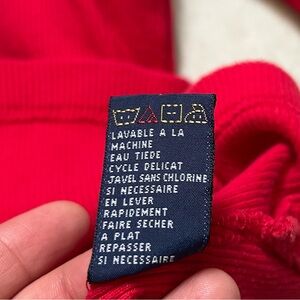 LAVABLE A LA
MACHINE
EAU TIEDE
CYCLE DELICAT
JAVEL SANS CHLORINE
SI NECESSAIRE
EN LEVER
RAPIDEMENT
FAIRE SECHER
A PLAT
REPASSER
SI NECESSAIRE